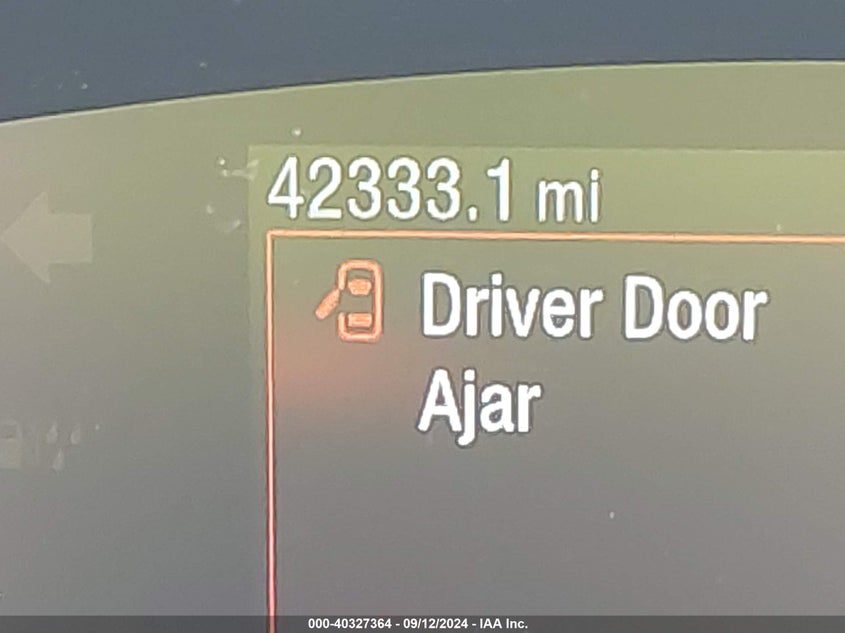 42333.1 mi
Driver Door
Ajar
000-40327364 - 09/12/2024 - IAA Inc.